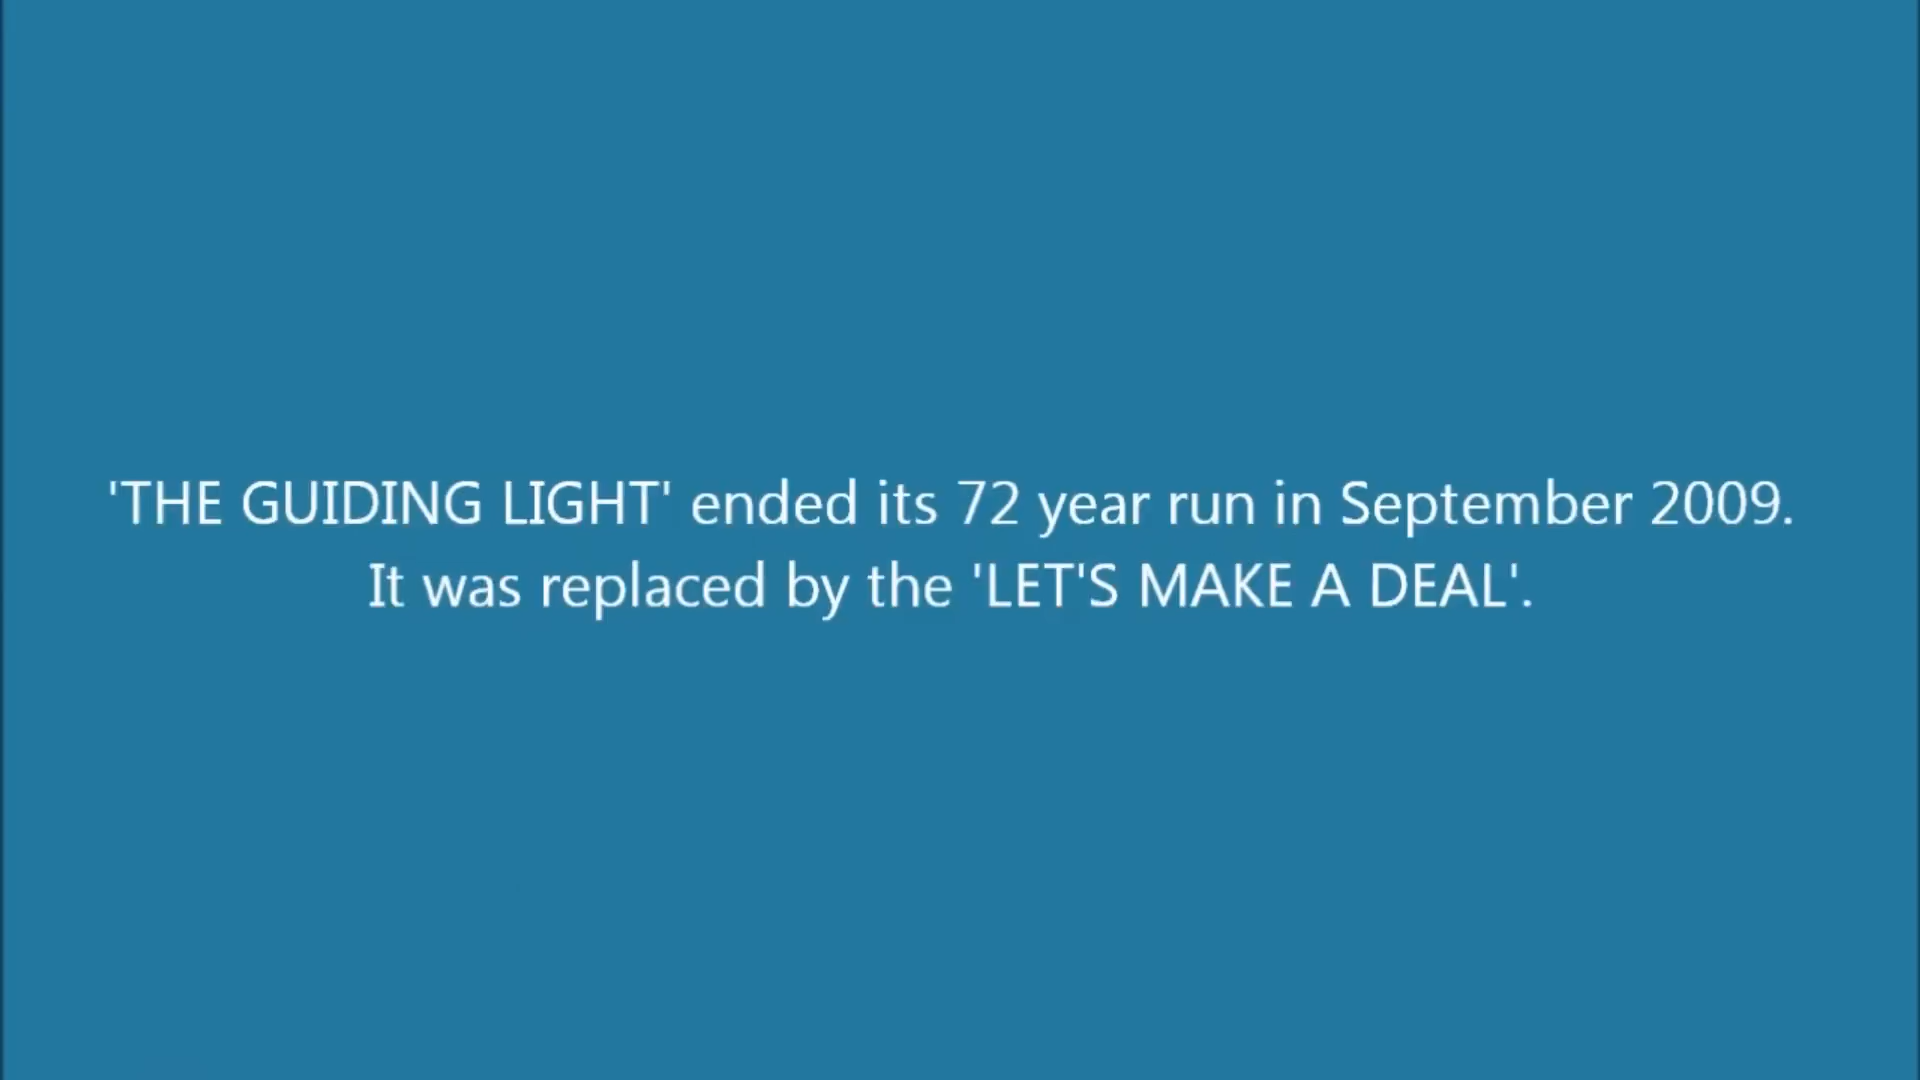 'THE GUIDING LIGHT' ended its 72 year run in September 2009.
It was replaced by the 'LET'S MAKE A DEAL'.